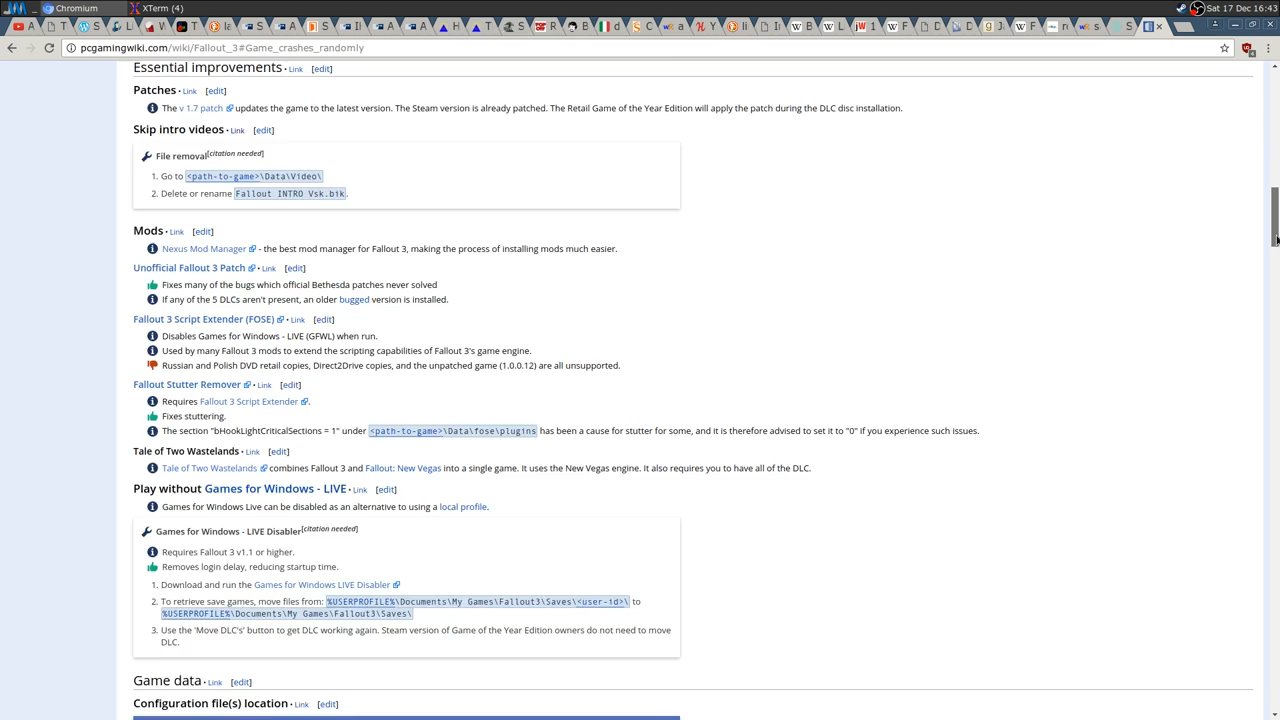 Chromium
XTerm (4)
Sat 17 Dec 16:43
pcgamingwiki.com/wiki/Fallout_3#Game_crashes_randomly
Essential improvements · Link [edit]
Patches · Link [edit]
The v 1.7 patch updates the game to the latest version. The Steam version is already patched. The Retail Game of the Year Edition will apply the patch during the DLC disc installation.
Skip intro videos · Link [edit]
File removal[citation needed]
1. Go to <path-to-game>\Data\Video\
2. Delete or rename Fallout INTRO Vsk.bik.
Mods · Link [edit]
Nexus Mod Manager - the best mod manager for Fallout 3, making the process of installing mods much easier.
Unofficial Fallout 3 Patch · Link [edit]
Fixes many of the bugs which official Bethesda patches never solved
If any of the 5 DLCs aren't present, an older bugged version is installed.
Fallout 3 Script Extender (FOSE) · Link [edit]
Disables Games for Windows - LIVE (GFWL) when run.
Used by many Fallout 3 mods to extend the scripting capabilities of Fallout 3's game engine.
Russian and Polish DVD retail copies, Direct2Drive copies, and the unpatched game (1.0.0.12) are all unsupported.
Fallout Stutter Remover · Link [edit]
Requires Fallout 3 Script Extender.
Fixes stuttering.
The section "bHookLightCriticalSections = 1" under <path-to-game>\Data\fose\plugins has been a cause for stutter for some, and it is therefore advised to set it to "0" if you experience such issues.
Tale of Two Wastelands · Link [edit]
Tale of Two Wastelands combines Fallout 3 and Fallout: New Vegas into a single game. It uses the New Vegas engine. It also requires you to have all of the DLC.
Play without Games for Windows - LIVE · Link [edit]
Games for Windows Live can be disabled as an alternative to using a local profile.
Games for Windows - LIVE Disabler[citation needed]
Requires Fallout 3 v1.1 or higher.
Removes login delay, reducing startup time.
1. Download and run the Games for Windows LIVE Disabler
2. To retrieve save games, move files from: %USERPROFILE%\Documents\My Games\Fallout3\Saves\<user-id>\ to
%USERPROFILE%\Documents\My Games\Fallout3\Saves\
3. Use the 'Move DLC's' button to get DLC working again. Steam version of Game of the Year Edition owners do not need to move
DLC.
Game data · Link [edit]
Configuration file(s) location · Link [edit]